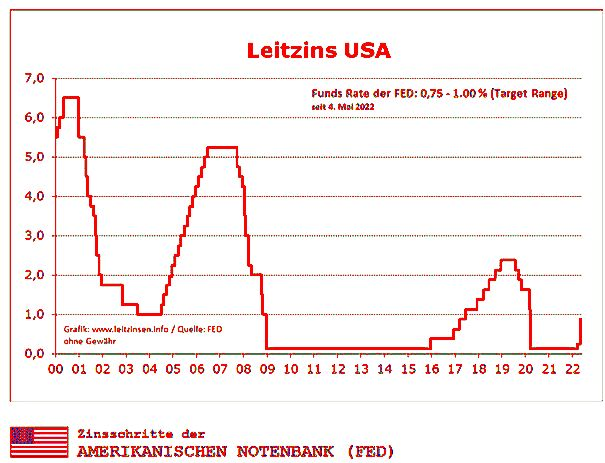 Leitzins USA
7,0
Funds Rate der FED: 0,75 - 1.00 % (Target Range)
seit 4. Mai 2022
6,0
5,0
4,0
3,0
2,0
1,0
Grafik: www.leitzinsen.info / Quelle: FED
ohne Gewähr
0,0
00 01 02 03 04 05 06 07 08 09 10 11 12 13 14 15 16 17 18 19 20 21 22
Zinsschritte der
AMERIKANISCHEN NOTENBANK (FED)